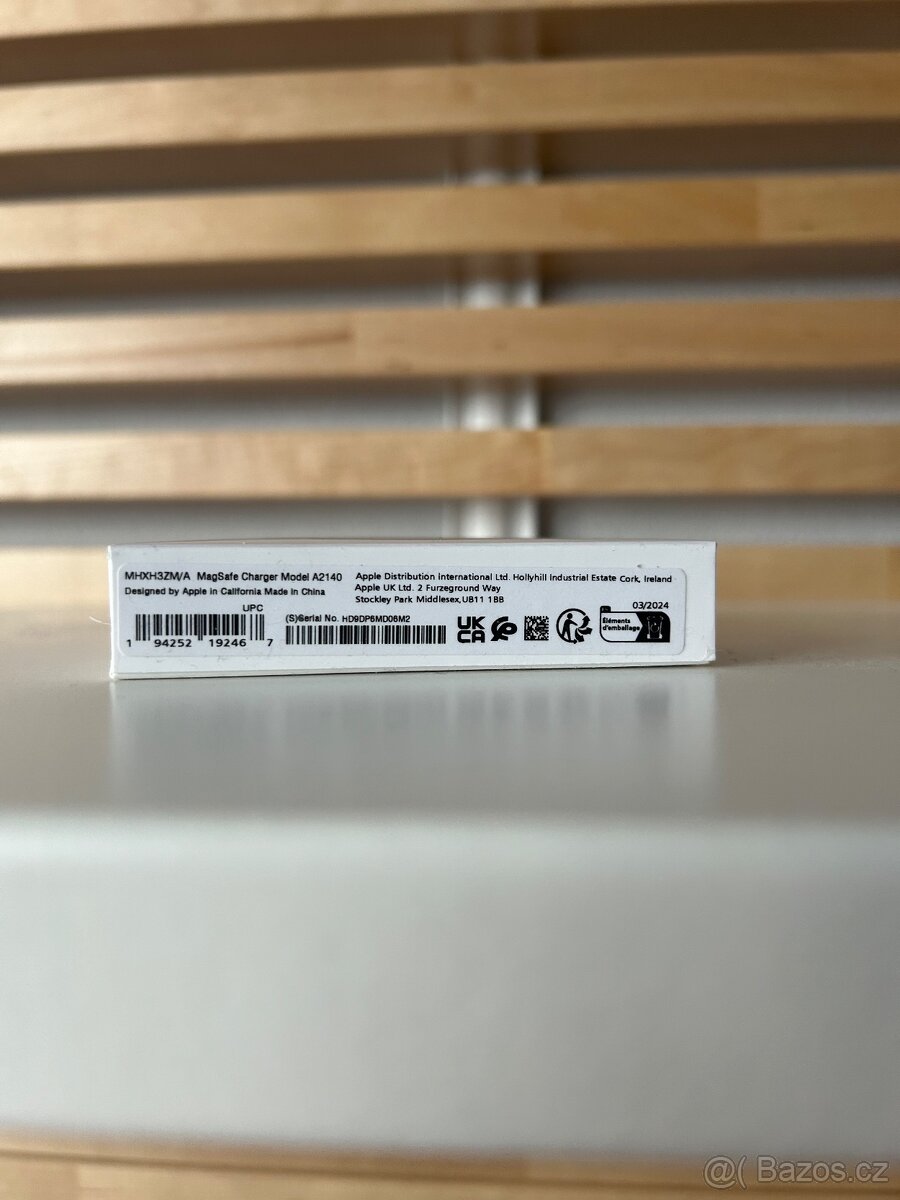 MHXH3ZM/A MagSafe Charger Model A2140
Designed by Apple in California Made in China
Apple Distribution International Ltd. Hollyhill Industrial Estate Cork, Ireland
Apple UK Ltd. 2 Furzeground Way
Stockley Park Middlesex,UB11 1BB
UPC
1 94252 19246 7
(S)Serial No. HD9DP6MD06M2
UK
CA
03/2024
Éléments
d'emballage
@( Bazos.cz